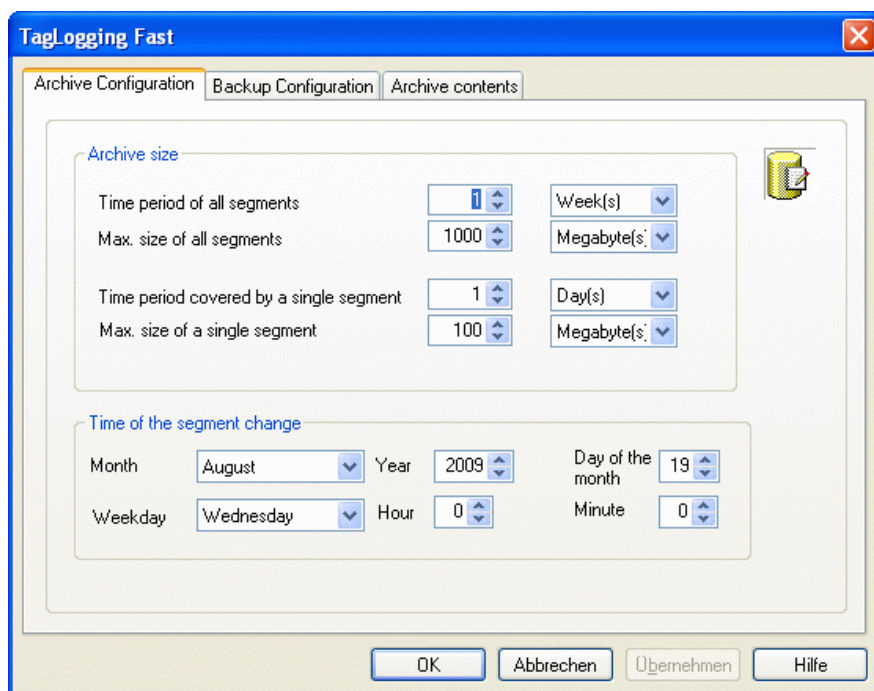 TagLogging Fast
Archive Configuration Backup Configuration Archive contents
Archive size
Time period of all segments 1 Week(s)
Max. size of all segments 1000 Megabyte(s)
Time period covered by a single segment 1 Day(s)
Max. size of a single segment 100 Megabyte(s)
Time of the segment change
Month August Year 2009 Day of the month 19
Weekday Wednesday Hour 0 Minute 0
OK Abbrechen Übernehmen Hilfe